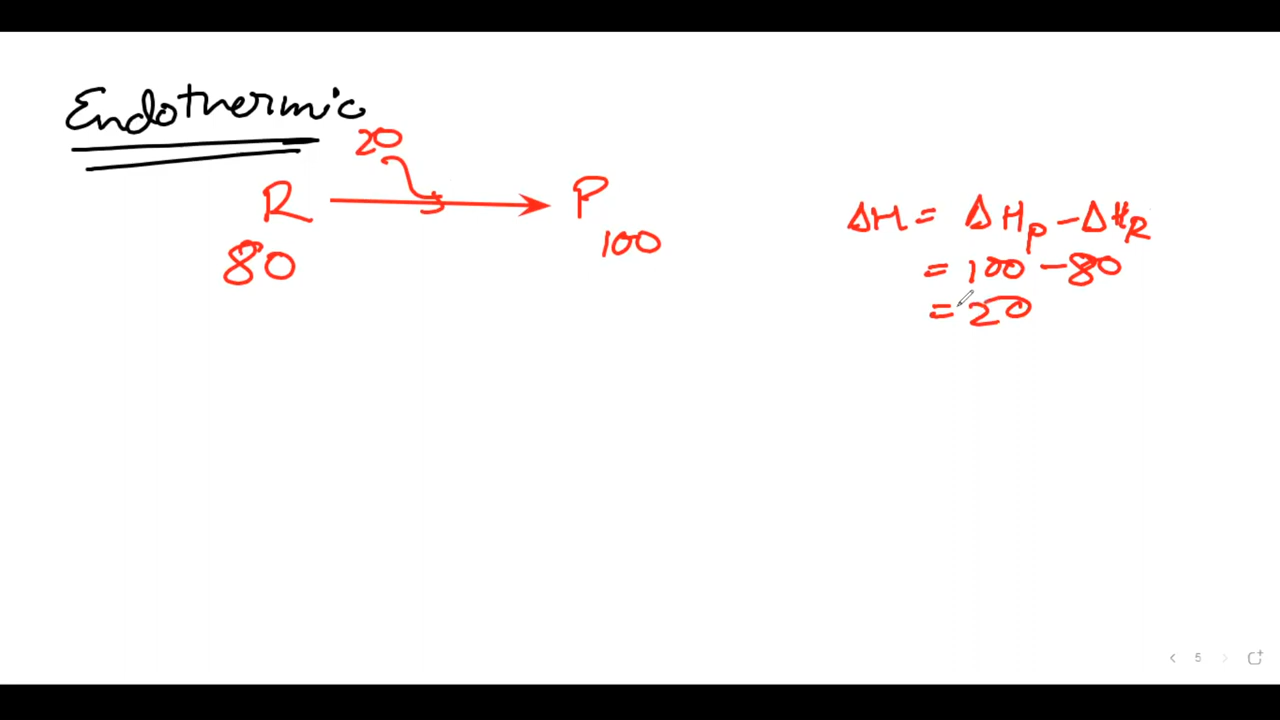 Endothermic
20
R → P
80
100
ΔH = ΔHP - ΔHR
= 100 - 80
= 20
5